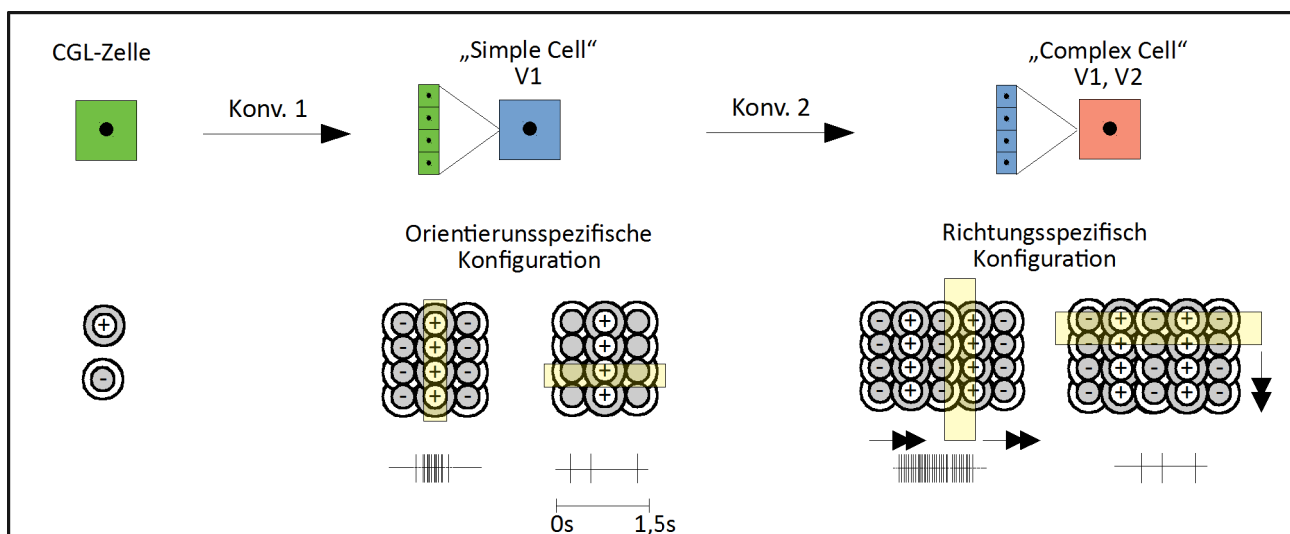 CGL-Zelle
Konv. 1
„Simple Cell“
V1
Konv. 2
„Complex Cell“
V1, V2
Orientierunsspezifische
Konfiguration
Richtungsspezifisch
Konfiguration
+
-
- + -
- + -
- + -
- + -
+
+
+
+
- + - + -
- + - + -
- + - + -
- + - + -
- + - + -
- + - + -
- + - + -
- + - + -
0s 1,5s